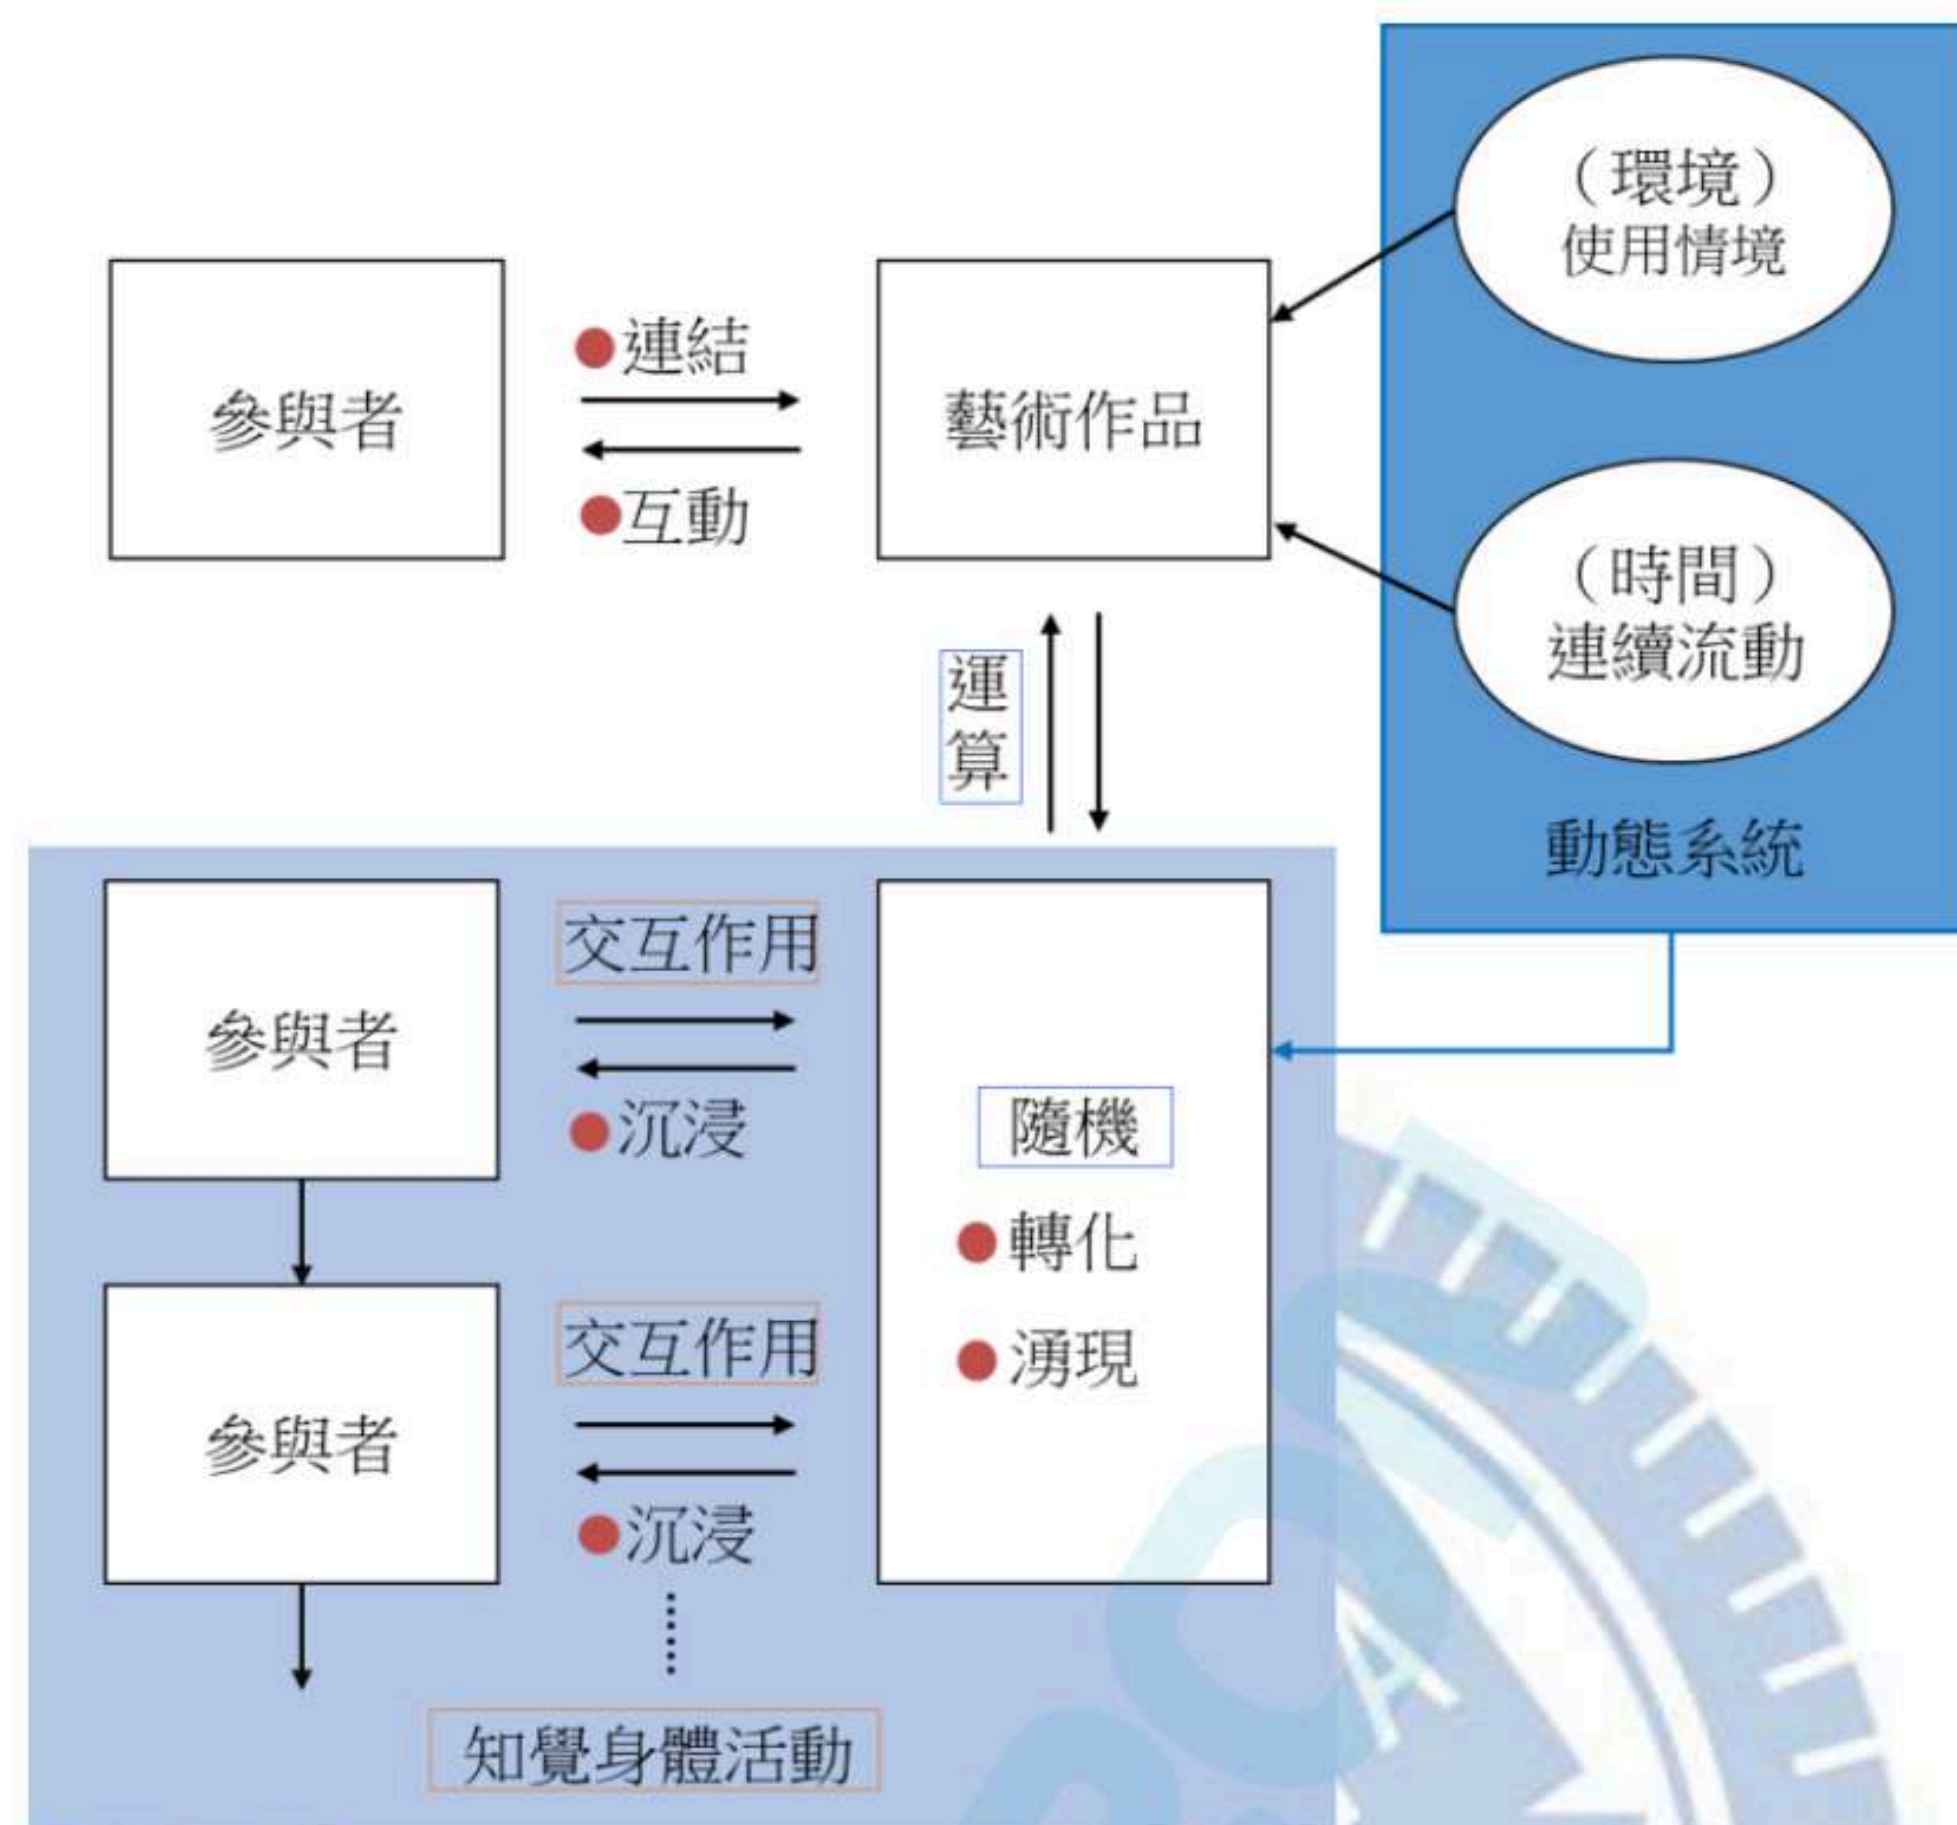 （環境）
使用情境
參與者
●連結
●互動
藝術作品
（時間）
連續流動
動態系統
運
算
參與者
交互作用
●沉浸
隨機
●轉化
●湧現
參與者
交互作用
●沉浸
知覺身體活動